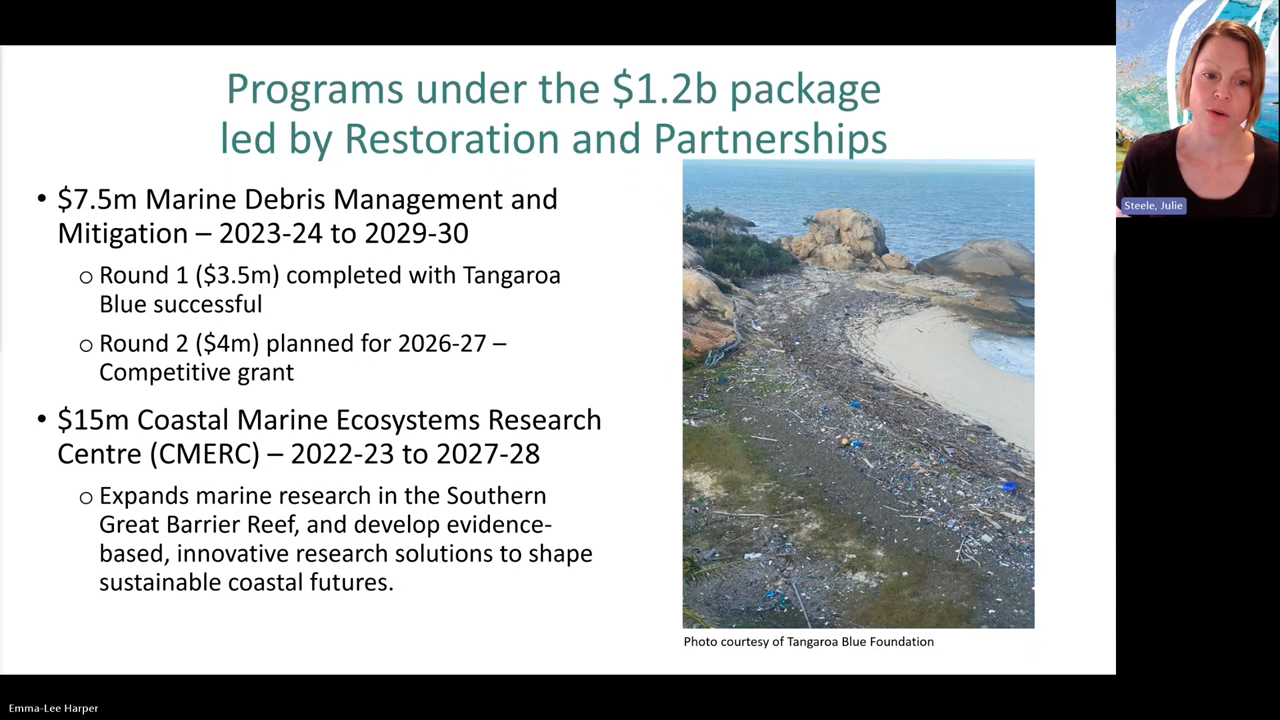 Programs under the $1.2b package
led by Restoration and Partnerships
• $7.5m Marine Debris Management and
Mitigation – 2023-24 to 2029-30
o Round 1 ($3.5m) completed with Tangaroa
Blue successful
o Round 2 ($4m) planned for 2026-27 –
Competitive grant
• $15m Coastal Marine Ecosystems Research
Centre (CMERC) – 2022-23 to 2027-28
o Expands marine research in the Southern
Great Barrier Reef, and develop evidence-
based, innovative research solutions to shape
sustainable coastal futures.
Photo courtesy of Tangaroa Blue Foundation
Steele, Julie
Emma-Lee Harper